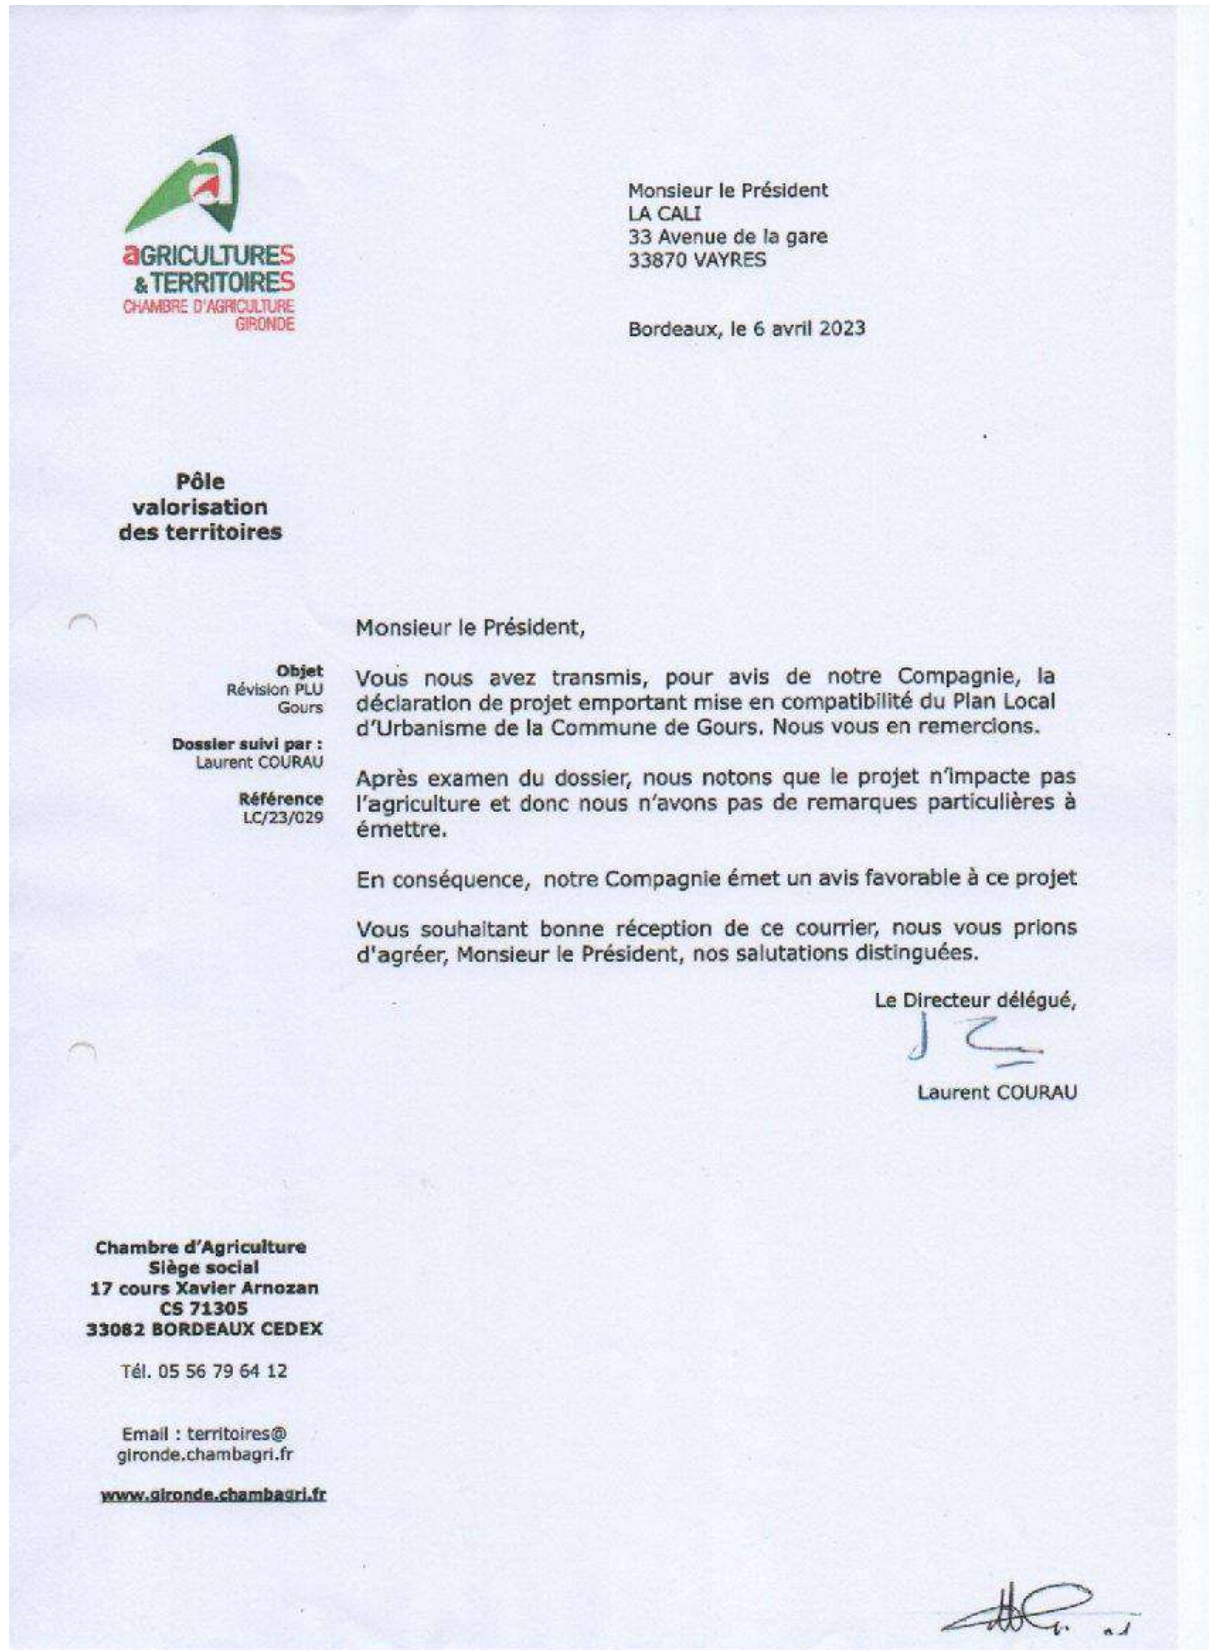 Monsieur le Président
LA CALI
33 Avenue de la gare
33870 VAYRES
aGRICULTURES
& TERRITOIRES
CHAMBRE D'AGRICULTURE
GIRONDE
Bordeaux, le 6 avril 2023
Pôle
valorisation
des territoires
Objet
Révision PLU
Gours
Dossier suivi par :
Laurent COURAU
Référence
LC/23/029
Monsieur le Président,
Vous nous avez transmis, pour avis de notre Compagnie, la
déclaration de projet emportant mise en compatibilité du Plan Local
d'Urbanisme de la Commune de Gours. Nous vous en remercions.
Après examen du dossier, nous notons que le projet n'impacte pas
l'agriculture et donc nous n'avons pas de remarques particulières à
émettre.
En conséquence, notre Compagnie émet un avis favorable à ce projet
Vous souhaitant bonne réception de ce courrier, nous vous prions
d'agréer, Monsieur le Président, nos salutations distinguées.
Le Directeur délégué,
Laurent COURAU
Chambre d'Agriculture
Siège social
17 cours Xavier Arnozan
CS 71305
33082 BORDEAUX CEDEX
Tél. 05 56 79 64 12
Email : territoires@
gironde.chambagri.fr
www.gironde.chambagri.fr